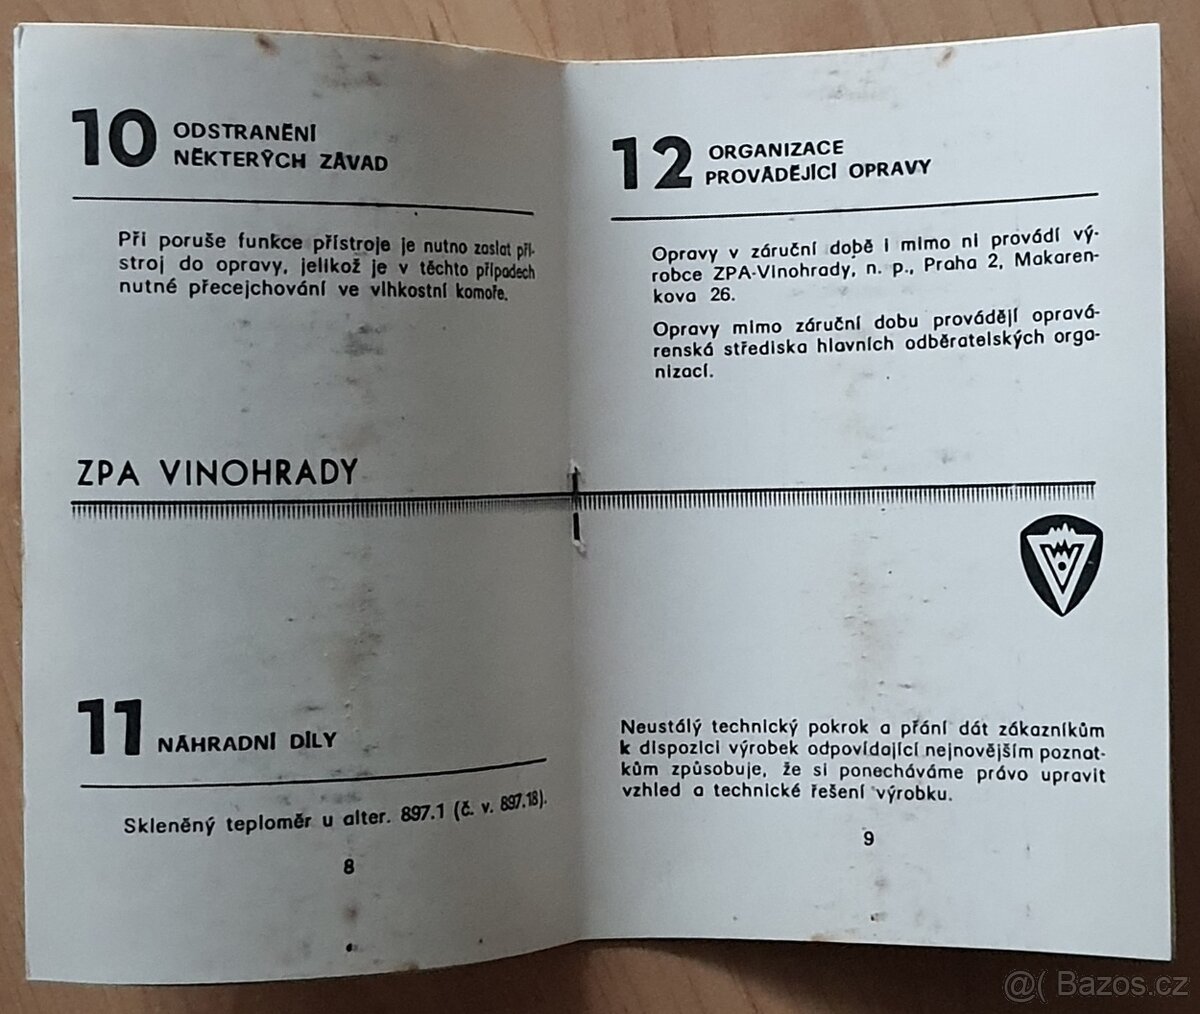 10 ODSTRANĚNÍ
NĚKTERÝCH ZÁVAD
Při poruše funkce přístroje je nutno zaslat pří-
stroj do opravy, jelikož je v těchto případech
nutné přecejchování ve vlhkostní komoře.
ZPA VINOHRADY
11 NÁHRADNÍ DÍLY
Skleněný teploměr u alter. 897.1 (č. v. 897.18).
8
12 ORGANIZACE
PROVÁDĚJÍCÍ OPRAVY
Opravy v záruční době i mimo ni provádí vý-
robce ZPA-Vinohrady, n. p., Praha 2, Makaren-
kova 26.
Opravy mimo záruční dobu provádějí opravá-
renská střediska hlavních odběratelských orga-
nizací.
Neustálý technický pokrok a přání dát zákazníkům
k dispozici výrobek odpovídající nejnovějším poznat-
kům způsobuje, že si ponecháváme právo upravit
vzhled a technické řešení výrobku.
9
@( Bazos.cz